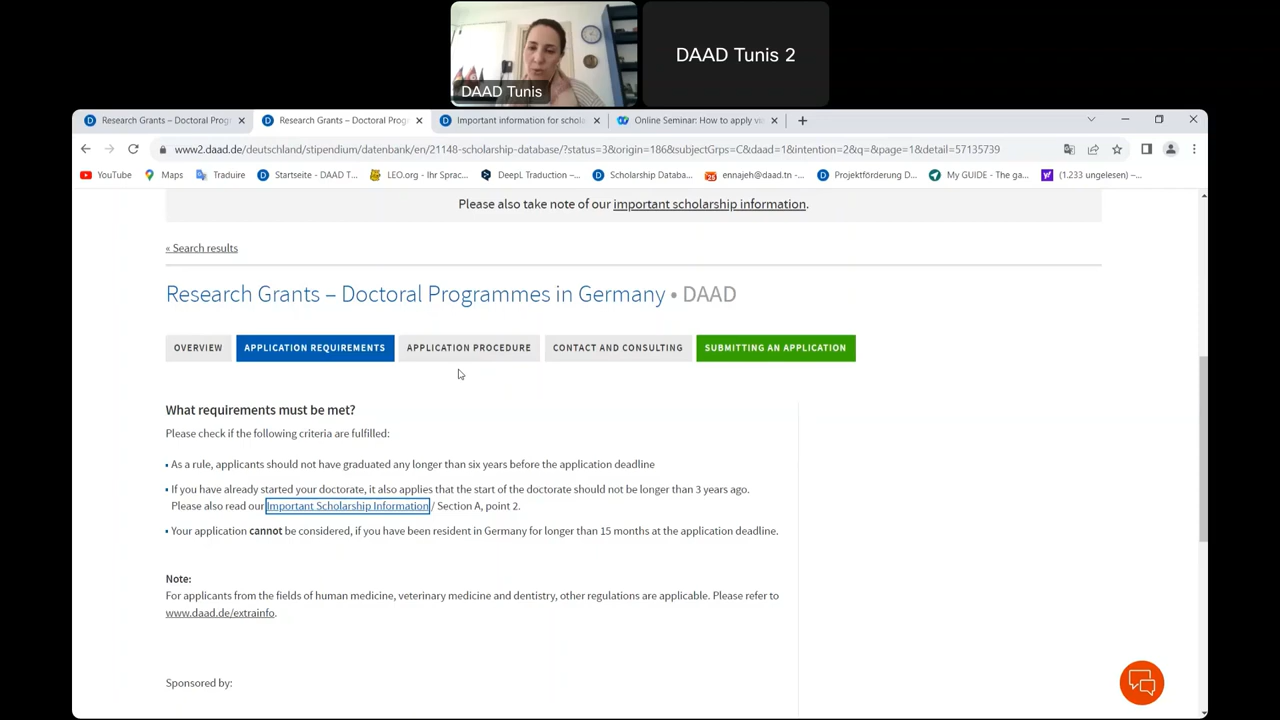 DAAD Tunis
DAAD Tunis 2
Research Grants – Doctoral Progr
Research Grants – Doctoral Progr
Important information for schola
Online Seminar: How to apply vi
www2.daad.de/deutschland/stipendium/datenbank/en/21148-scholarship-database/?status=3&origin=186&subjectGrps=C&daad=1&intention=2&q=&page=1&detail=57135739
YouTube
Maps
Traduire
Startseite - DAAD T...
LEO.org - Ihr Sprac...
DeepL Traduction –...
Scholarship Databa...
ennajeh@daad.tn -...
Projektförderung D...
My GUIDE - The ga...
(1.233 ungelesen) –...
Please also take note of our important scholarship information.
« Search results
Research Grants – Doctoral Programmes in Germany • DAAD
OVERVIEW
APPLICATION REQUIREMENTS
APPLICATION PROCEDURE
CONTACT AND CONSULTING
SUBMITTING AN APPLICATION
What requirements must be met?
Please check if the following criteria are fulfilled:
▪ As a rule, applicants should not have graduated any longer than six years before the application deadline
▪ If you have already started your doctorate, it also applies that the start of the doctorate should not be longer than 3 years ago.
Please also read our Important Scholarship Information / Section A, point 2.
▪ Your application cannot be considered, if you have been resident in Germany for longer than 15 months at the application deadline.
Note:
For applicants from the fields of human medicine, veterinary medicine and dentistry, other regulations are applicable. Please refer to
www.daad.de/extrainfo.
Sponsored by: